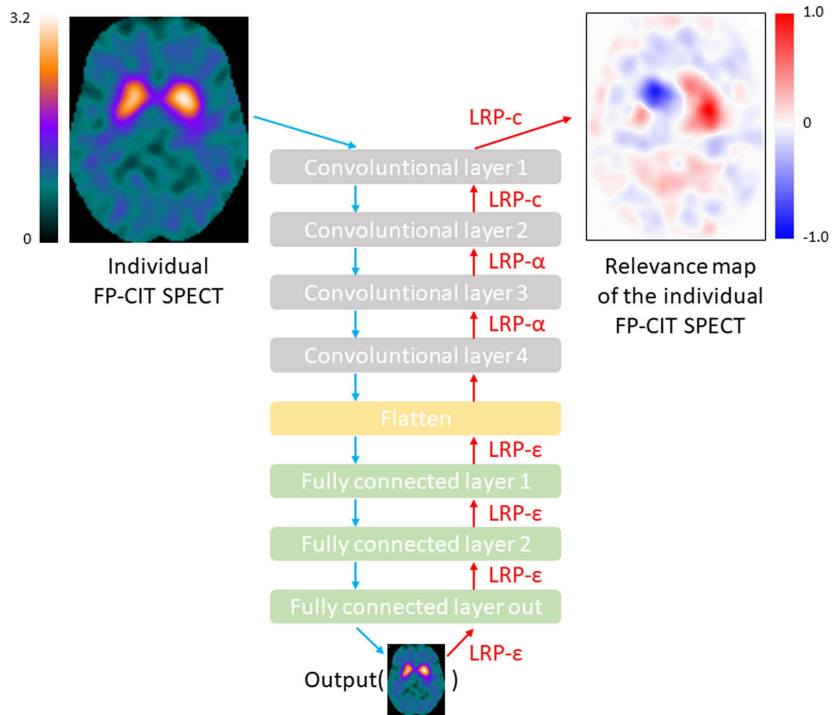 3.2
0
Individual
FP-CIT SPECT
LRP-c
1.0
0
-1.0
Relevance map
of the individual
FP-CIT SPECT
Convoluntional layer 1
LRP-c
Convoluntional layer 2
LRP-α
Convoluntional layer 3
LRP-α
Convoluntional layer 4
Flatten
LRP-ε
Fully connected layer 1
LRP-ε
Fully connected layer 2
LRP-ε
Fully connected layer out
LRP-ε
Output( )